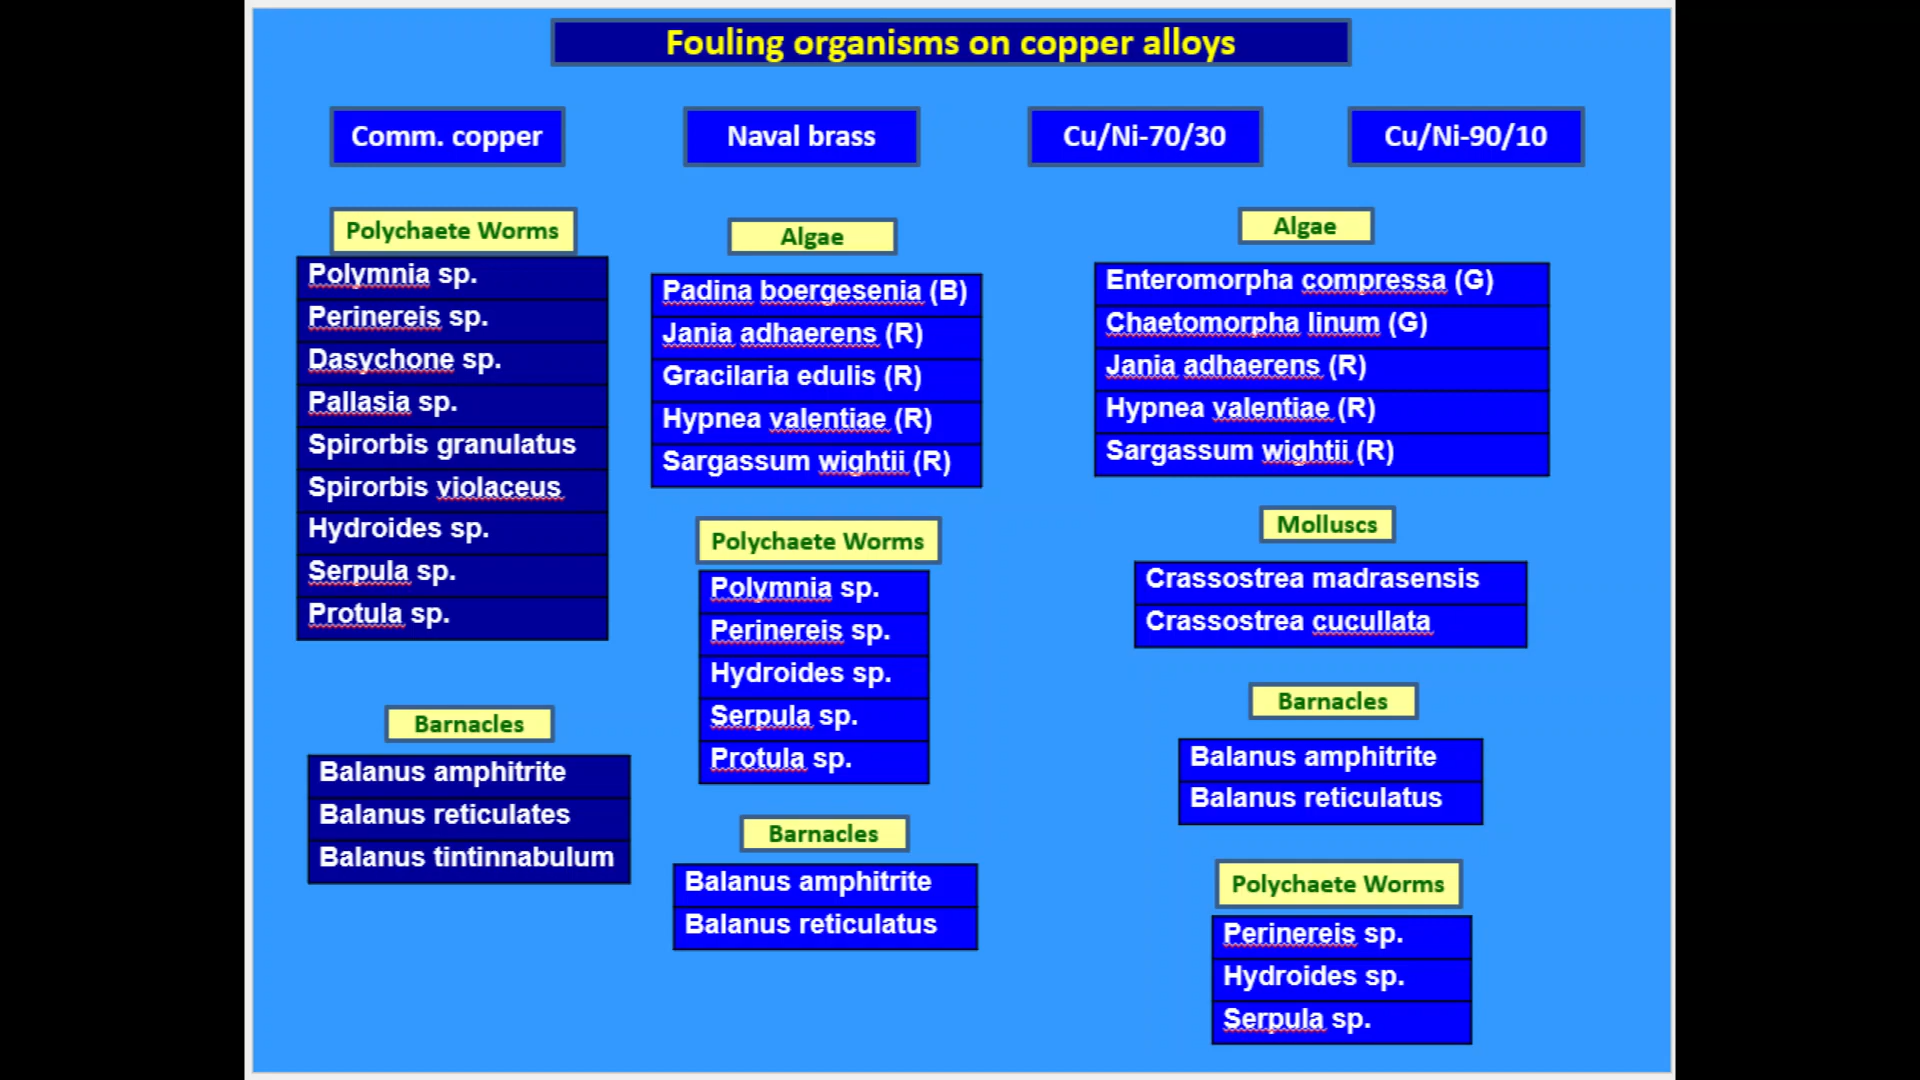 Fouling organisms on copper alloys
Comm. copper
Naval brass
Cu/Ni-70/30
Cu/Ni-90/10
Polychaete Worms
Polymnia sp.
Perinereis sp.
Dasychone sp.
Pallasia sp.
Spirorbis granulatus
Spirorbis violaceus
Hydroides sp.
Serpula sp.
Protula sp.
Barnacles
Balanus amphitrite
Balanus reticulates
Balanus tintinnabulum
Algae
Padina boergesenia (B)
Jania adhaerens (R)
Gracilaria edulis (R)
Hypnea valentiae (R)
Sargassum wightii (R)
Polychaete Worms
Polymnia sp.
Perinereis sp.
Hydroides sp.
Serpula sp.
Protula sp.
Barnacles
Balanus amphitrite
Balanus reticulatus
Algae
Enteromorpha compressa (G)
Chaetomorpha linum (G)
Jania adhaerens (R)
Hypnea valentiae (R)
Sargassum wightii (R)
Molluscs
Crassostrea madrasensis
Crassostrea cucullata
Barnacles
Balanus amphitrite
Balanus reticulatus
Polychaete Worms
Perinereis sp.
Hydroides sp.
Serpula sp.